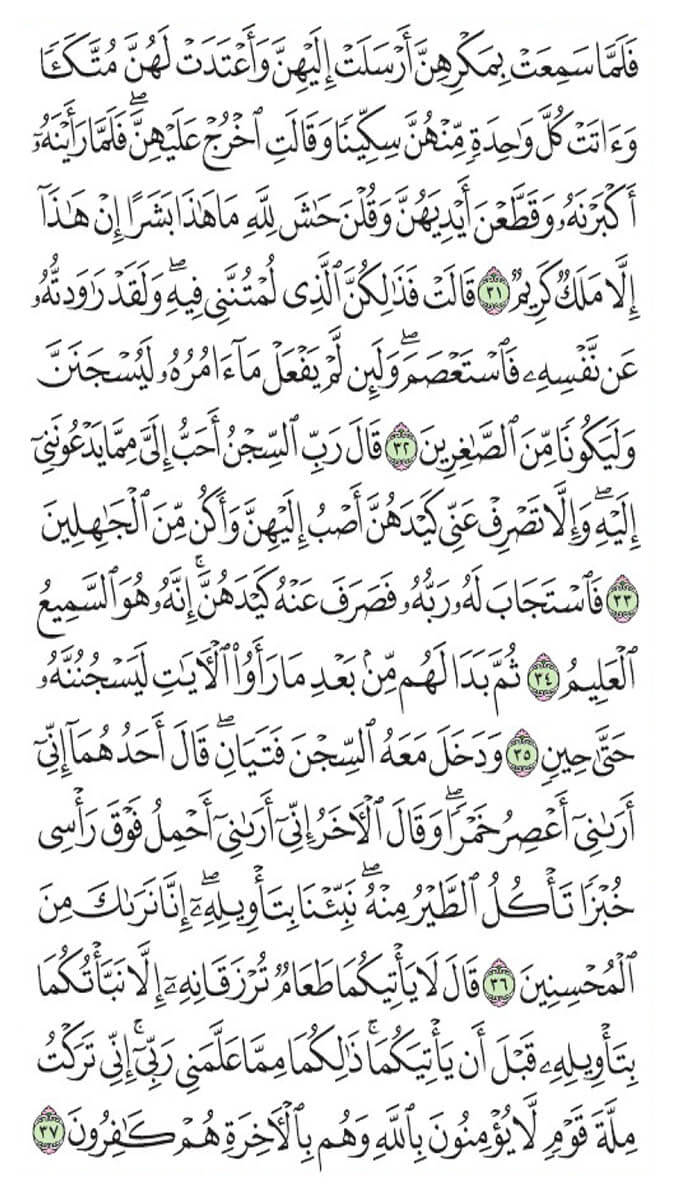 فَلَمَّا سَمِعَتْ بِمَكْرِهِنَّ أَرْسَلَتْ إِلَيْهِنَّ وَأَعْتَدَتْ لَهُنَّ مُتَّكَـًٔا
وَءَاتَتْ كُلَّ وَٰحِدَةٍ مِّنْهُنَّ سِكِّينًا وَقَالَتِ ٱخْرُجْ عَلَيْهِنَّ ۖ فَلَمَّا رَأَيْنَهُۥٓ
أَكْبَرْنَهُۥ وَقَطَّعْنَ أَيْدِيَهُنَّ وَقُلْنَ حَٰشَ لِلَّهِ مَا هَٰذَا بَشَرًا إِنْ هَٰذَآ
إِلَّا مَلَكٌ كَرِيمٌ ٣١ قَالَتْ فَذَٰلِكُنَّ ٱلَّذِى لُمْتُنَّنِى فِيهِ ۖ وَلَقَدْ رَٰوَدتُّهُۥ
عَن نَّفْسِهِۦ فَٱسْتَعْصَمَ ۖ وَلَئِن لَّمْ يَفْعَلْ مَآ ءَامُرُهُۥ لَيُسْجَنَنَّ
وَلَيَكُونًا مِّنَ ٱلصَّٰغِرِينَ ٣٢ قَالَ رَبِّ ٱلسِّجْنُ أَحَبُّ إِلَىَّ مِمَّا يَدْعُونَنِىٓ
إِلَيْهِ ۖ وَإِلَّا تَصْرِفْ عَنِّى كَيْدَهُنَّ أَصْبُ إِلَيْهِنَّ وَأَكُن مِّنَ ٱلْجَٰهِلِينَ
٣٣ فَٱسْتَجَابَ لَهُۥ رَبُّهُۥ فَصَرَفَ عَنْهُ كَيْدَهُنَّ ۚ إِنَّهُۥ هُوَ ٱلسَّمِيعُ
ٱلْعَلِيمُ ٣٤ ثُمَّ بَدَا لَهُم مِّنۢ بَعْدِ مَا رَأَوُا۟ ٱلْءَايَٰتِ لَيَسْجُنُنَّهُۥ
حَتَّىٰ حِينٍ ٣٥ وَدَخَلَ مَعَهُ ٱلسِّجْنَ فَتَيَانِ ۖ قَالَ أَحَدُهُمَآ إِنِّىٓ
أَرَىٰنِىٓ أَعْصِرُ خَمْرًا ۖ وَقَالَ ٱلْءَاخَرُ إِنِّىٓ أَرَىٰنِىٓ أَحْمِلُ فَوْقَ رَأْسِى
خُبْزًا تَأْكُلُ ٱلطَّيْرُ مِنْهُ ۖ نَبِّئْنَا بِتَأْوِيلِهِۦٓ ۖ إِنَّا نَرَىٰكَ مِنَ
ٱلْمُحْسِنِينَ ٣٦ قَالَ لَا يَأْتِيكُمَا طَعَامٌ تُرْزَقَانِهِۦٓ إِلَّا نَبَّأْتُكُمَا
بِتَأْوِيلِهِۦ قَبْلَ أَن يَأْتِيَكُمَا ۚ ذَٰلِكُمَا مِمَّا عَلَّمَنِى رَبِّىٓ ۚ إِنِّى تَرَكْتُ
مِلَّةَ قَوْمٍ لَّا يُؤْمِنُونَ بِٱللَّهِ وَهُم بِٱلْءَاخِرَةِ هُمْ كَٰفِرُونَ ٣٧